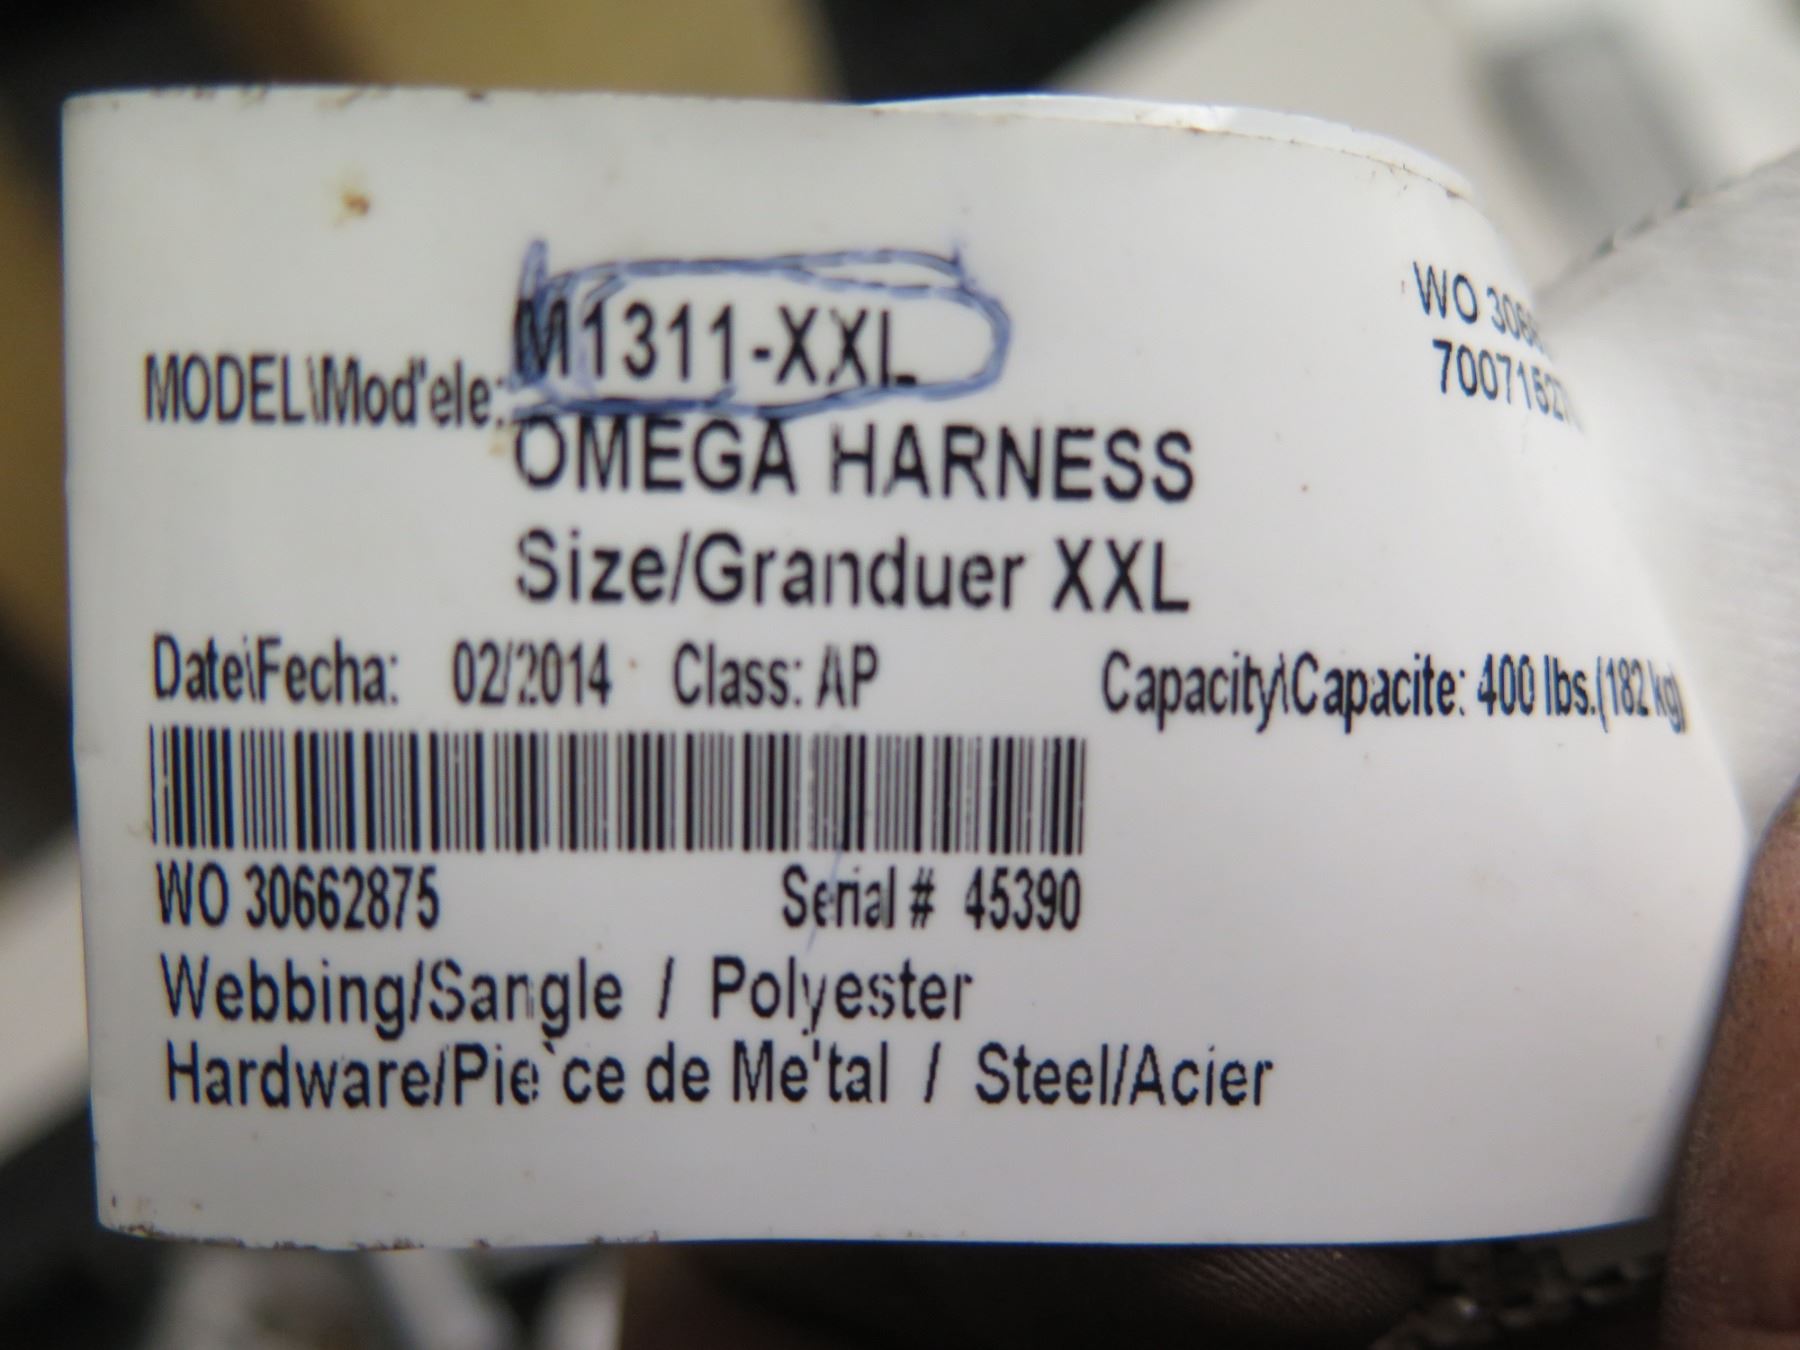 M1311-XXL
MODEL\Mod'ele:
OMEGA HARNESS
Size/Granduer XXL
Date\Fecha: 02/2014 Class: AP Capacity\Capacite: 400 lbs.(182 kg)
WO 30662875 Serial # 45390
Webbing/Sangle / Polyester
Hardware/Pie`ce de Me'tal / Steel/Acier
WO